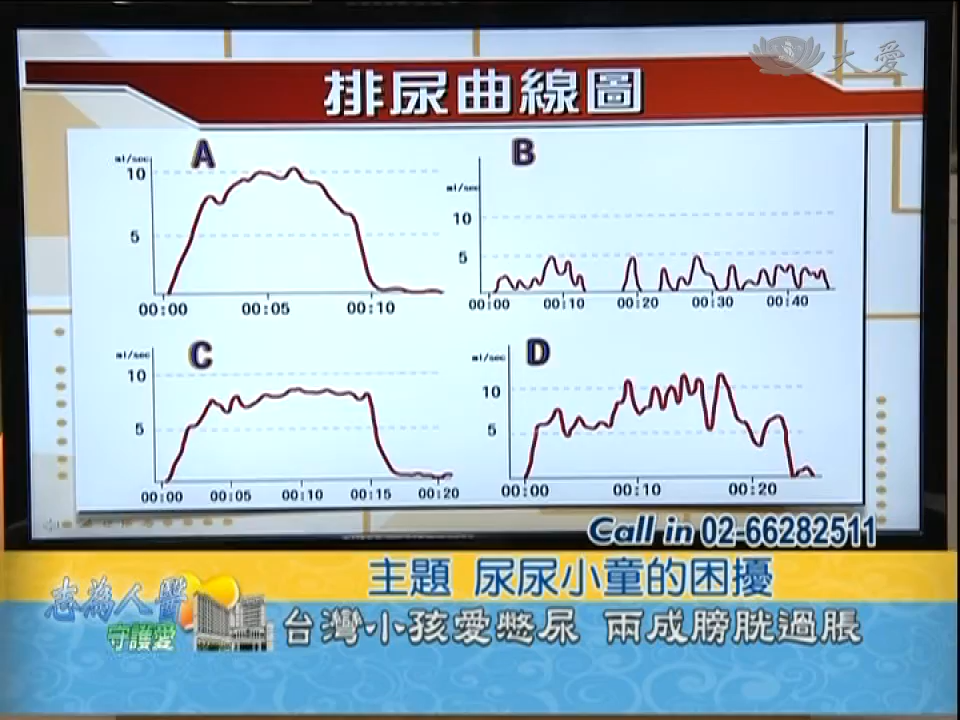 大愛
排尿曲線圖
A
ml/sec
10
5
00:00 00:05 00:10
B
ml/sec
10
5
00:00 00:10 00:20 00:30 00:40
C
ml/sec
10
5
00:00 00:05 00:10 00:15 00:20
D
ml/sec
10
5
00:00 00:10 00:20
Call in 02-66282511
主題 尿尿小童的困擾
志為人醫
守護愛
台灣小孩愛憋尿 兩成膀胱過脹